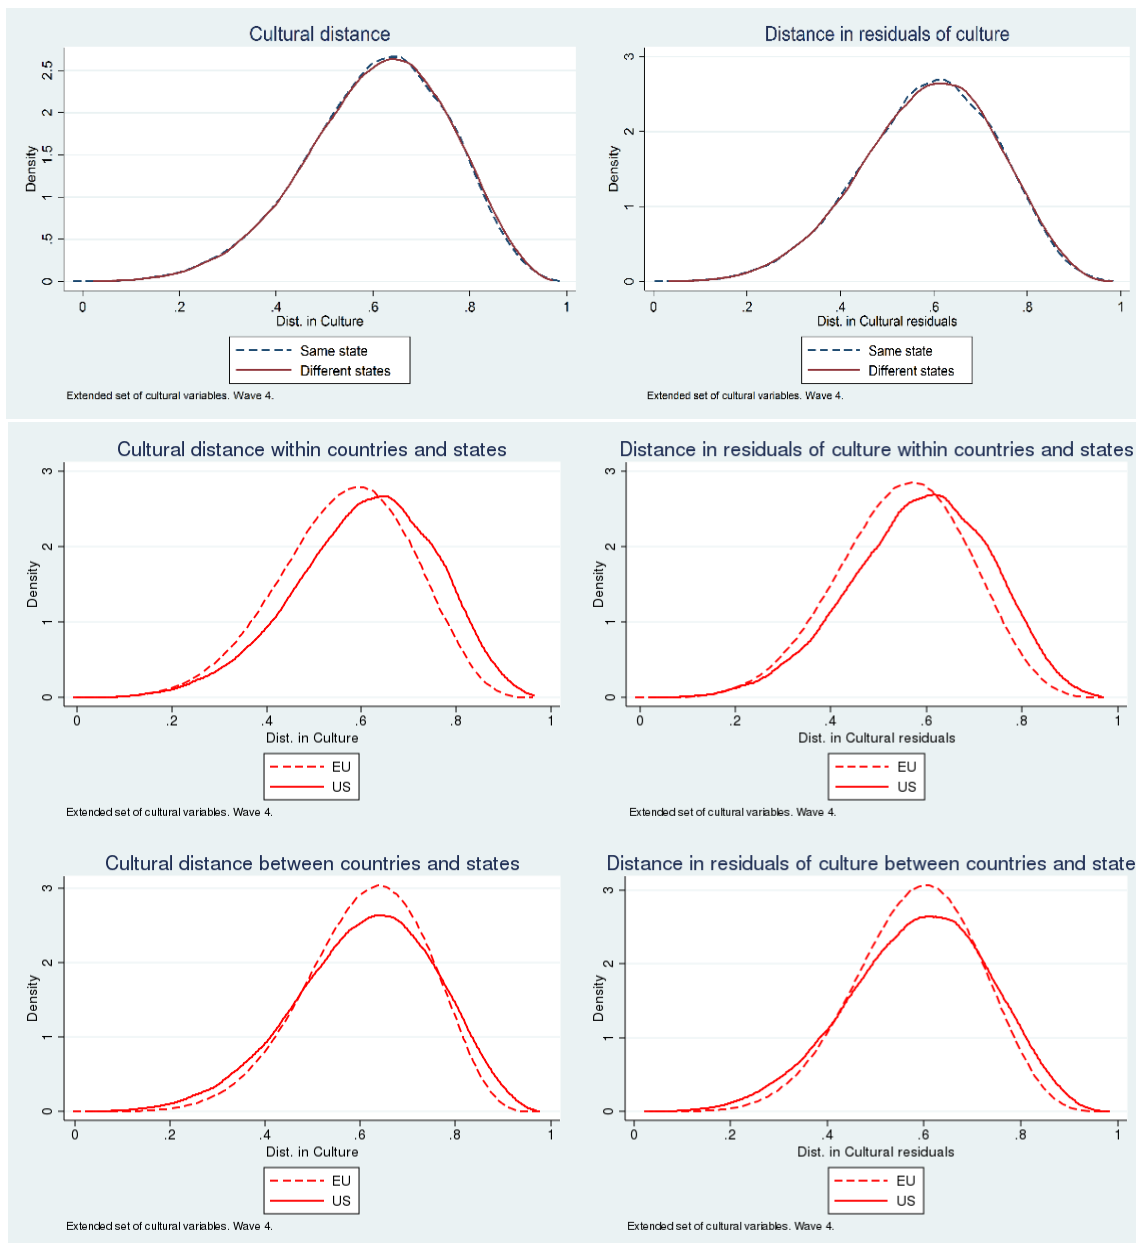 Cultural distance
Density
0 .5 1 1.5 2 2.5
0 .2 .4 .6 .8 1
Dist. in Culture
Same state
Different states
Extended set of cultural variables. Wave 4.
Distance in residuals of culture
Density
0 1 2 3
0 .2 .4 .6 .8 1
Dist. in Cultural residuals
Same state
Different states
Extended set of cultural variables. Wave 4.
Cultural distance within countries and states
Density
0 1 2 3
0 .2 .4 .6 .8 1
Dist. in Culture
EU
US
Extended set of cultural variables. Wave 4.
Distance in residuals of culture within countries and states
Density
0 1 2 3
0 .2 .4 .6 .8 1
Dist. in Cultural residuals
EU
US
Extended set of cultural variables. Wave 4.
Cultural distance between countries and states
Density
0 1 2 3
0 .2 .4 .6 .8 1
Dist. in Culture
EU
US
Extended set of cultural variables. Wave 4.
Distance in residuals of culture between countries and state
Density
0 1 2 3
0 .2 .4 .6 .8 1
Dist. in Cultural residuals
EU
US
Extended set of cultural variables. Wave 4.